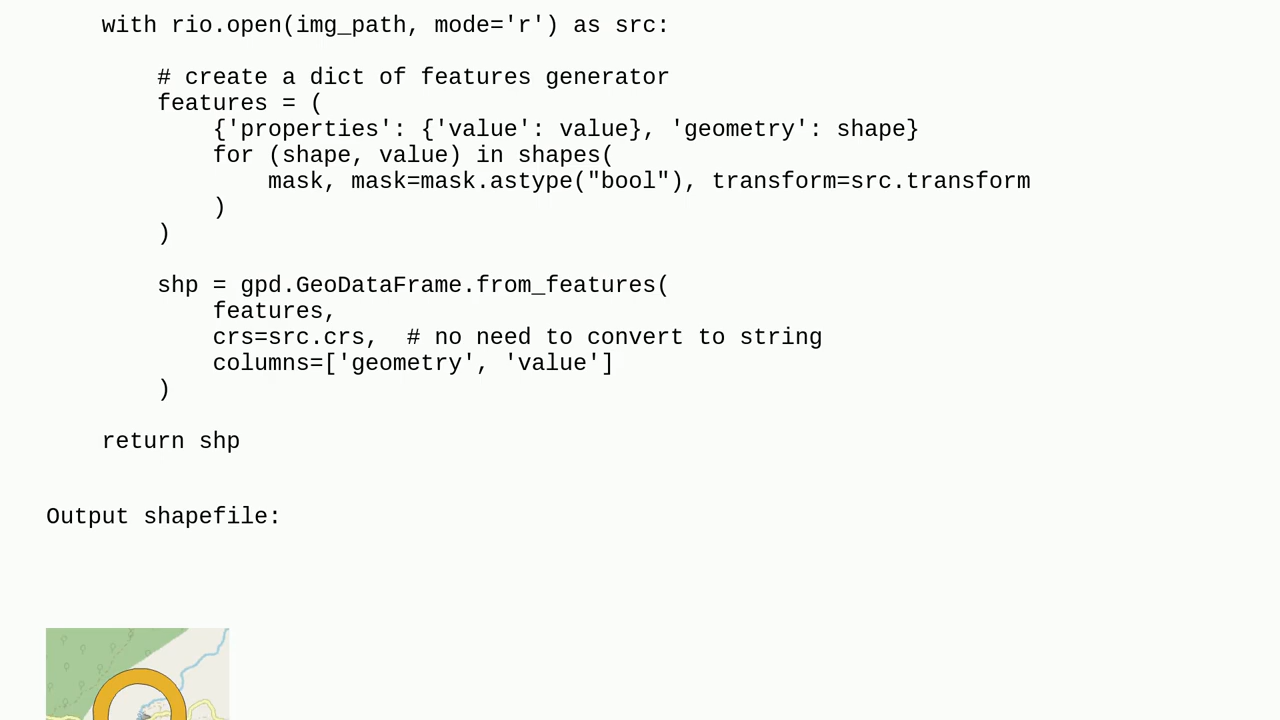 with rio.open(img_path, mode='r') as src:
# create a dict of features generator
features = (
{'properties': {'value': value}, 'geometry': shape}
for (shape, value) in shapes(
mask, mask=mask.astype("bool"), transform=src.transform
)
)
shp = gpd.GeoDataFrame.from_features(
features,
crs=src.crs,  # no need to convert to string
columns=['geometry', 'value']
)
return shp
Output shapefile: